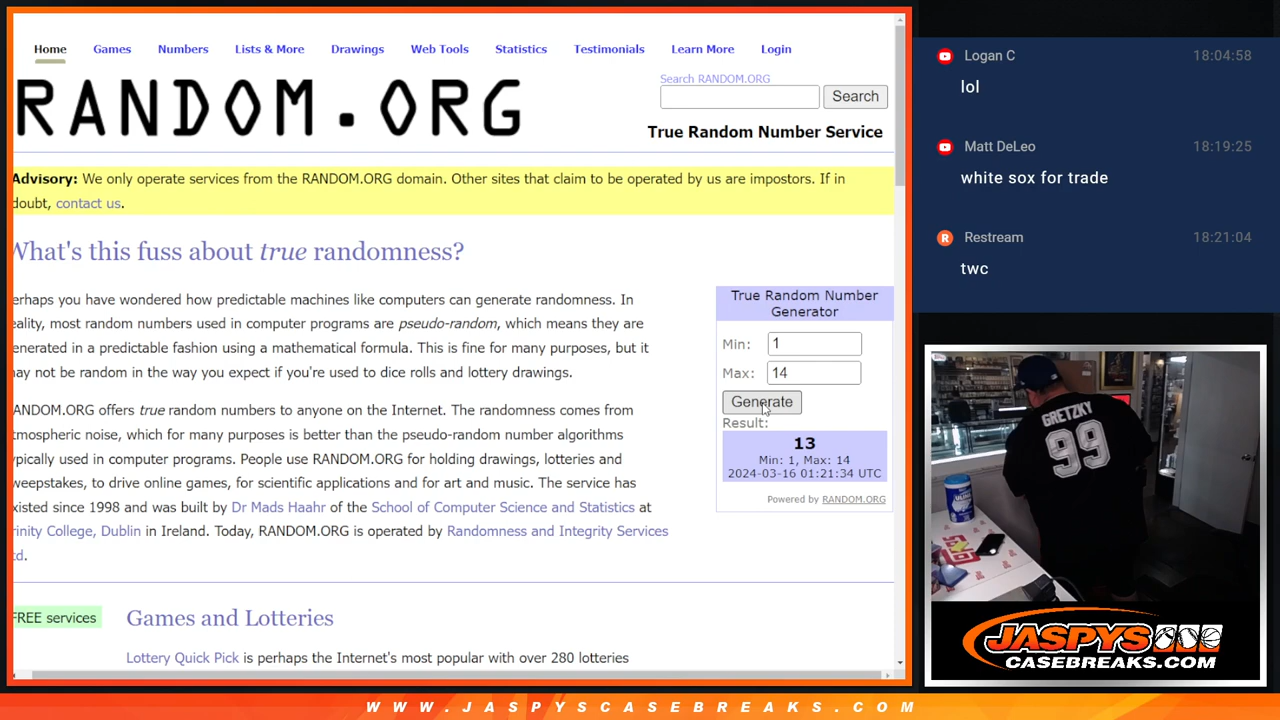 Home Games Numbers Lists & More Drawings Web Tools Statistics Testimonials Learn More Login
Search RANDOM.ORG
Search
RANDOM.ORG
True Random Number Service
Advisory: We only operate services from the RANDOM.ORG domain. Other sites that claim to be operated by us are impostors. If in
doubt, contact us.
What's this fuss about true randomness?
erhaps you have wondered how predictable machines like computers can generate randomness. In
eality, most random numbers used in computer programs are pseudo-random, which means they are
enerated in a predictable fashion using a mathematical formula. This is fine for many purposes, but it
may not be random in the way you expect if you're used to dice rolls and lottery drawings.
ANDOM.ORG offers true random numbers to anyone on the Internet. The randomness comes from
tmospheric noise, which for many purposes is better than the pseudo-random number algorithms
ypically used in computer programs. People use RANDOM.ORG for holding drawings, lotteries and
weepstakes, to drive online games, for scientific applications and for art and music. The service has
xisted since 1998 and was built by Dr Mads Haahr of the School of Computer Science and Statistics at
rinity College, Dublin in Ireland. Today, RANDOM.ORG is operated by Randomness and Integrity Services
td.
True Random Number
Generator
Min: 1
Max: 14
Generate
Result:
13
Min: 1, Max: 14
2024-03-16 01:21:34 UTC
Powered by RANDOM.ORG
FREE services
Games and Lotteries
Lottery Quick Pick is perhaps the Internet's most popular with over 280 lotteries
Logan C 18:04:58
lol
Matt DeLeo 18:19:25
white sox for trade
Restream 18:21:04
twc
GRETZKY
99
JASPYS
CASEBREAKS.COM
WWW.JASPYSCASEBREAKS.COM